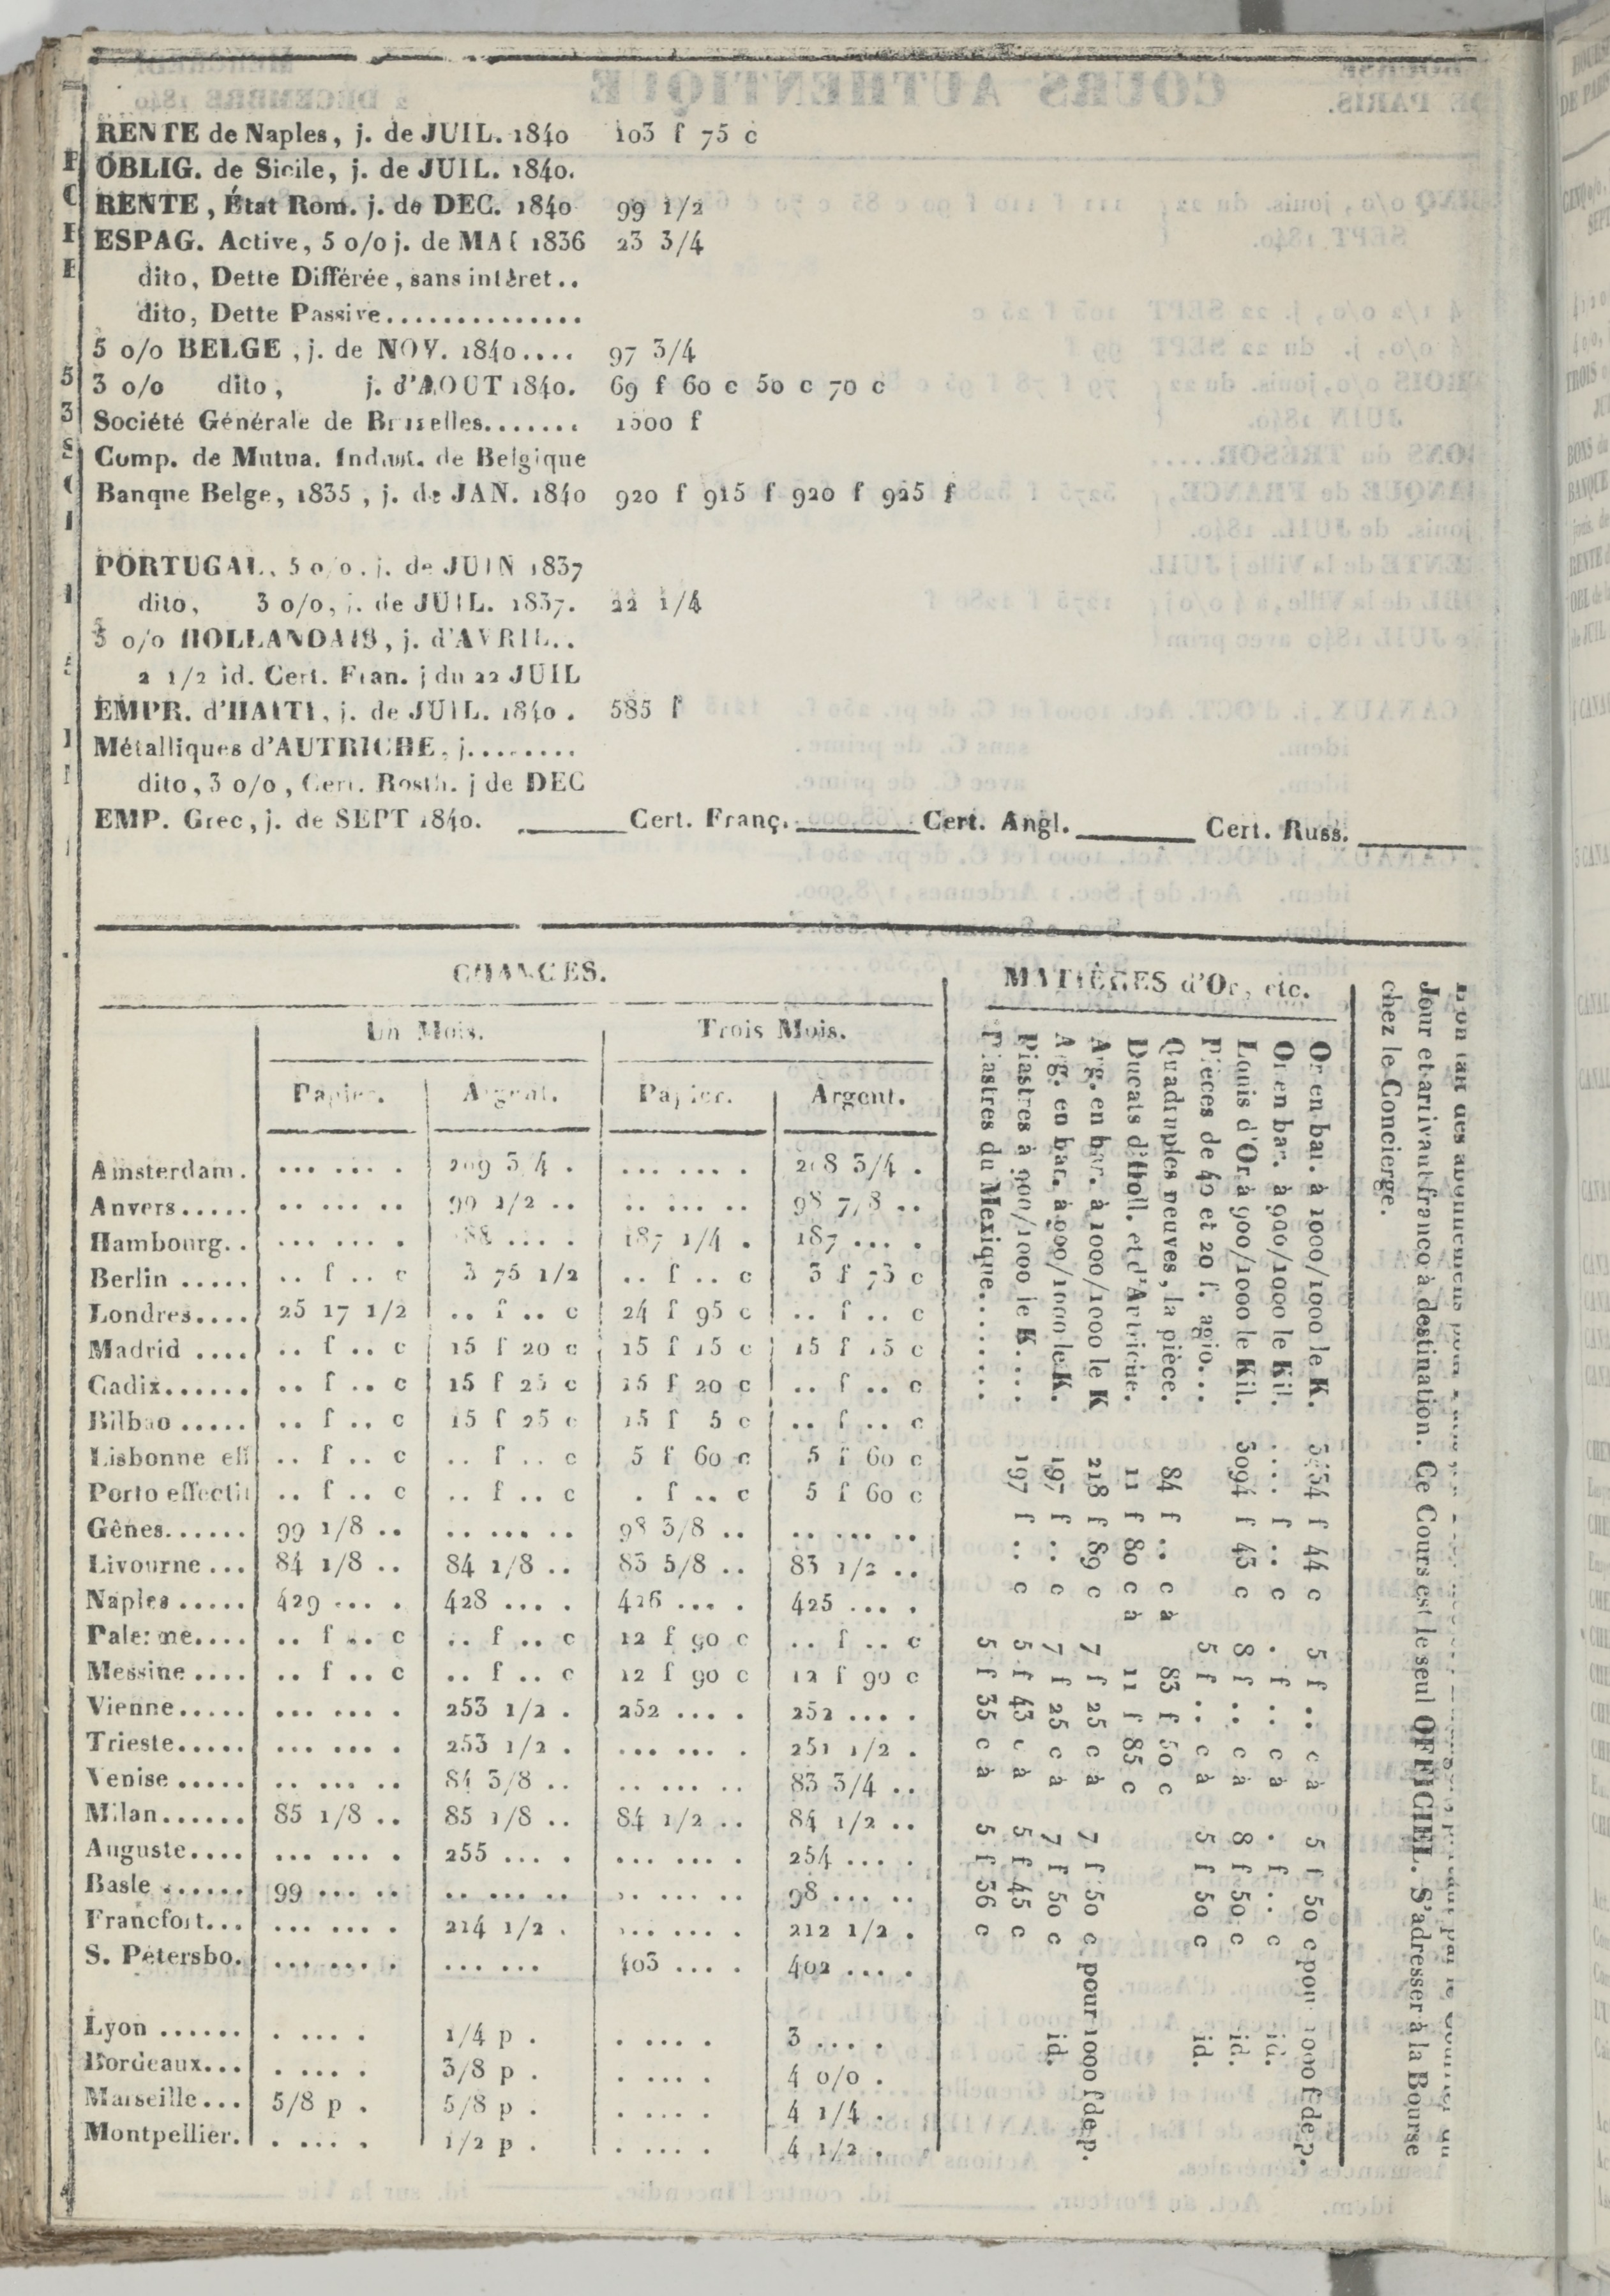 RENTE de Naples, j. de JUIL. 1840 103 f 75 c
OBLIG. de Sicile, j. de JUIL. 1840.
RENTE, État Rom. j. de DEC. 1840 99 1/2
ESPAG. Active, 5 o/o j. de MAI 1836 23 3/4
dito, Dette Différée, sans intèret..
dito, Dette Passive..............
5 o/o BELGE, j. de NOV. 1840.... 97 3/4
3 o/o dito, j. d'AOUT 1840. 69 f 60 c 50 c 70 c
Société Générale de Bruxelles....... 1500 f
Comp. de Mutua. Indust. de Belgique
Banque Belge, 1835, j. de JAN. 1840 920 f 915 f 920 f 925 f
PORTUGAL, 5 o/o, j. de JUIN 1837
dito, 3 o/o, j. de JUIL. 1837. 22 1/4
5 o/o HOLLANDAIS, j. d'AVRIL..
2 1/2 id. Cert. Fran. j du 22 JUIL
EMPR. d'HAITI, j. de JUIL. 1840. 585 f
Métalliques d'AUTRICHE, j........
dito, 3 o/o, Cert. Rosth. j de DEC
EMP. Grec, j. de SEPT 1840. ______Cert. Franç.______Cert. Angl.______ Cert. Russ.______
CHANGES.
Un Mois. Trois Mois.
Papier. Argent. Papier. Argent.
Amsterdam. ... ... . 209 3/4 . ... ... . 208 3/4 .
Anvers..... .. ... .. 99 1/2 .. .. ... .. 98 7/8 ..
Hambourg.. ... ... . 188 ... . 187 1/4 . 187 ... .
Berlin ..... .. f .. c 3 75 1/2 .. f .. c 3 f 73 c
Londres.... 25 17 1/2 .. f .. c 24 f 95 c .. f .. c
Madrid .... .. f .. c 15 f 20 c 15 f 15 c 15 f 15 c
Cadix...... .. f .. c 15 f 25 c 15 f 20 c .. f .. c
Bilbao ..... .. f .. c 15 f 25 c 15 f 5 c .. f .. c
Lisbonne eff .. f .. c .. f .. c 5 f 60 c 5 f 60 c
Porto effectif .. f .. c .. f .. c . f .. c 5 f 60 c
Gênes...... 99 1/8 .. .. ... .. 98 3/8 .. .. ... ..
Livourne ... 84 1/8 .. 84 1/8 .. 83 5/8 .. 83 1/2 ..
Naples ..... 429 ... . 428 ... . 426 ... . 425 ... .
Palerme.... .. f .. c .. f .. c 12 f 90 c .. f .. c
Messine .... .. f .. c .. f .. c 12 f 90 c 12 f 90 c
Vienne..... ... ... . 253 1/2 . 252 ... . 252 ... .
Trieste..... ... ... . 253 1/2 . ... ... . 251 1/2 .
Venise ..... .. ... .. 84 3/8 .. .. ... .. 83 3/4 ..
Milan...... 85 1/8 .. 85 1/8 .. 84 1/2 .. 84 1/2 ..
Auguste.... ... ... . 255 ... . ... ... . 254 ... .
Basle ...... 99 ... .. .. ... .. .. ... .. 98 ... ..
Francfort... ... ... . 214 1/2 . ... ... . 212 1/2 .
S. Pétersbo. ... ... . ... ... 403 ... . 402 ... .
Lyon ...... . ... . 1/4 p . . ... . 3 ... .
Bordeaux... . ... . 3/8 p . . ... . 4 o/o .
Marseille... 5/8 p . 5/8 p . . ... . 4 1/4 .
Montpellier. . ... . 1/2 p . . ... . 4 1/2 .
MATIÈRES d'Or, etc.
Or en bar. à 1000/1000 le K. f 44 c 5 f .. c à 5 f 50 c pour 1000 f de p.
Or en bar. à 900/1000 le Kil. .... f .. c . f .. c à . f .. c id.
Louis d'Or à 900/1000 le Kil. 3094 f 43 c 8 f .. c à 8 f 50 c id.
Pièces de 40 et 20 f. agio... 5 f .. c à 5 f 50 c id.
Quadruples neuves, la pièce. 84 f .. c à 83 f 50 c
Ducats d'Holl. et d'Autriche. 11 f 80 c à 11 f 85 c
Arg. en bar. à 1000/1000 le K 218 f 89 c 7 f 25 c à 7 f 50 c pour 1000 f de p.
Arg. en bar. à 900/1000 le K. 197 f .. c 7 f 25 c à 7 f 50 c id.
Piastres à 900/1000 le K.... 197 f .. c 5 f 43 c à 5 f 45 c
Piastres du Mexique........ 5 f 35 c à 5 f 36 c
L'on fait des abonnemens pour
Jour et arrivant franco à destination. Ce Cours est le seul OFFICIEL. S'adresser à la Bourse
chez le Concierge.